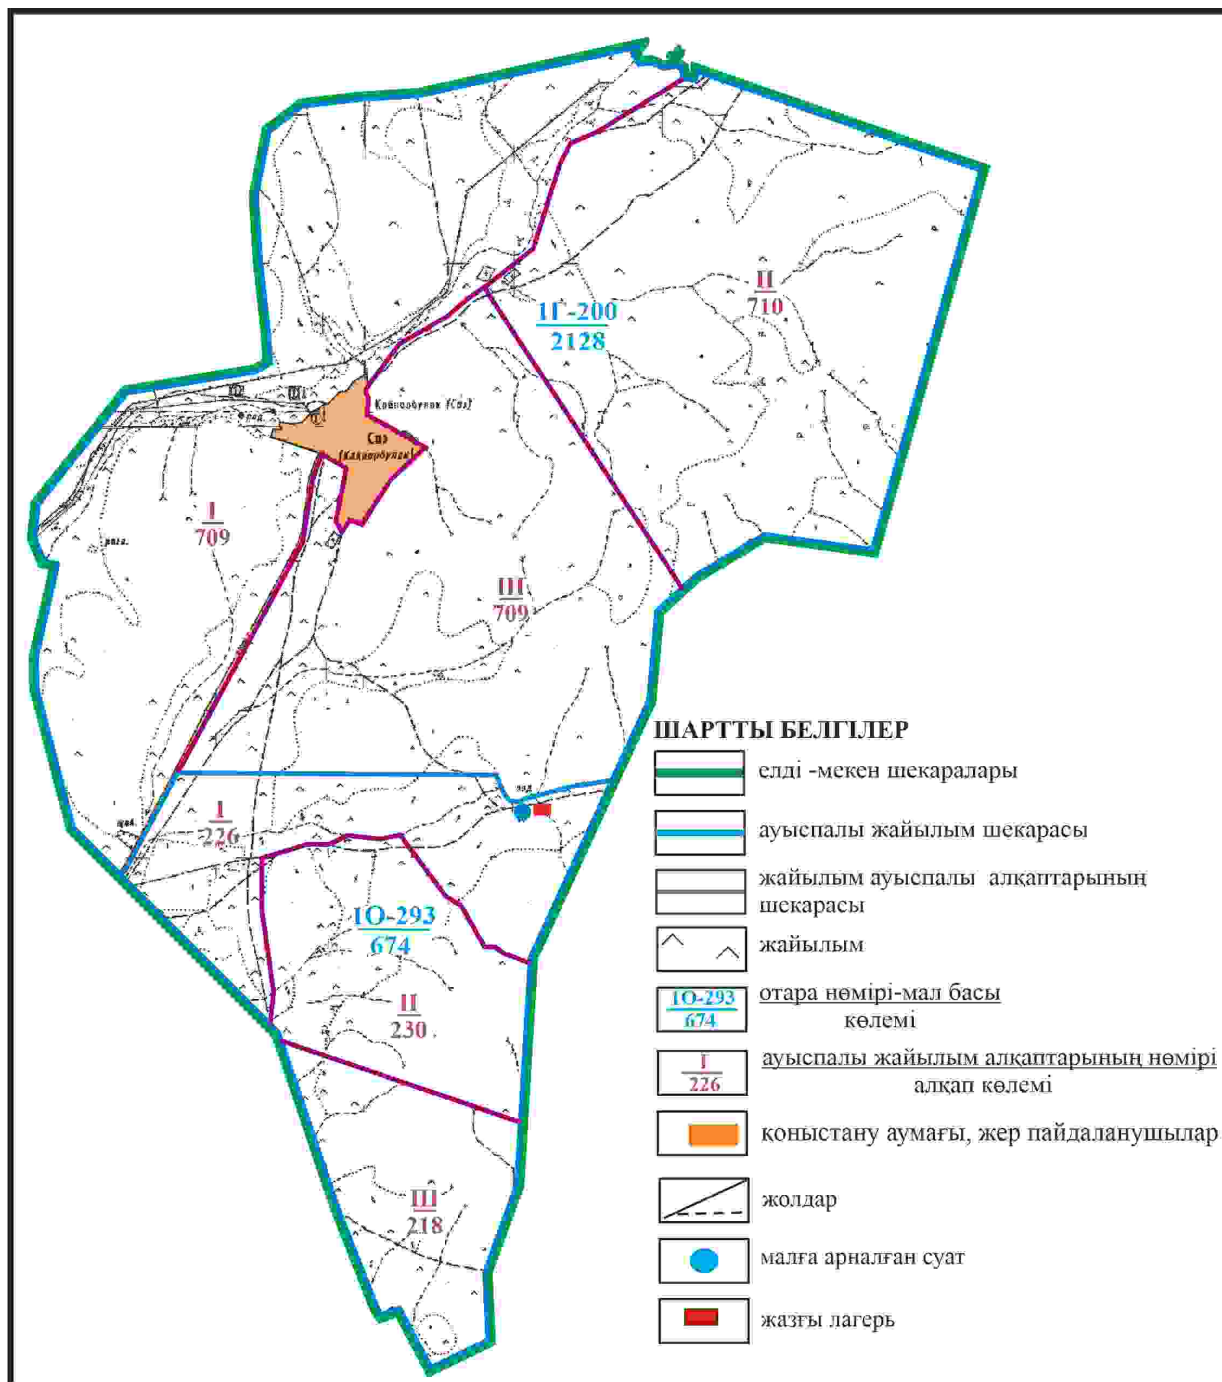 II
710
1Г-200
2128
Саз
I
709
III
709
I
226
1О-293
674
II
230
III
218
ШАРТТЫ БЕЛГІЛЕР
елді -мекен шекаралары
ауыспалы жайылым шекарасы
жайылым ауыспалы алқаптарының
шекарасы
жайылым
1О-293
674
отара нөмірі-мал басы
көлемі
I
226
ауыспалы жайылым алқаптарының нөмірі
алқап көлемі
қоныстану аумағы, жер пайдаланушылар
жолдар
малға арналған суат
жазғы лагерь